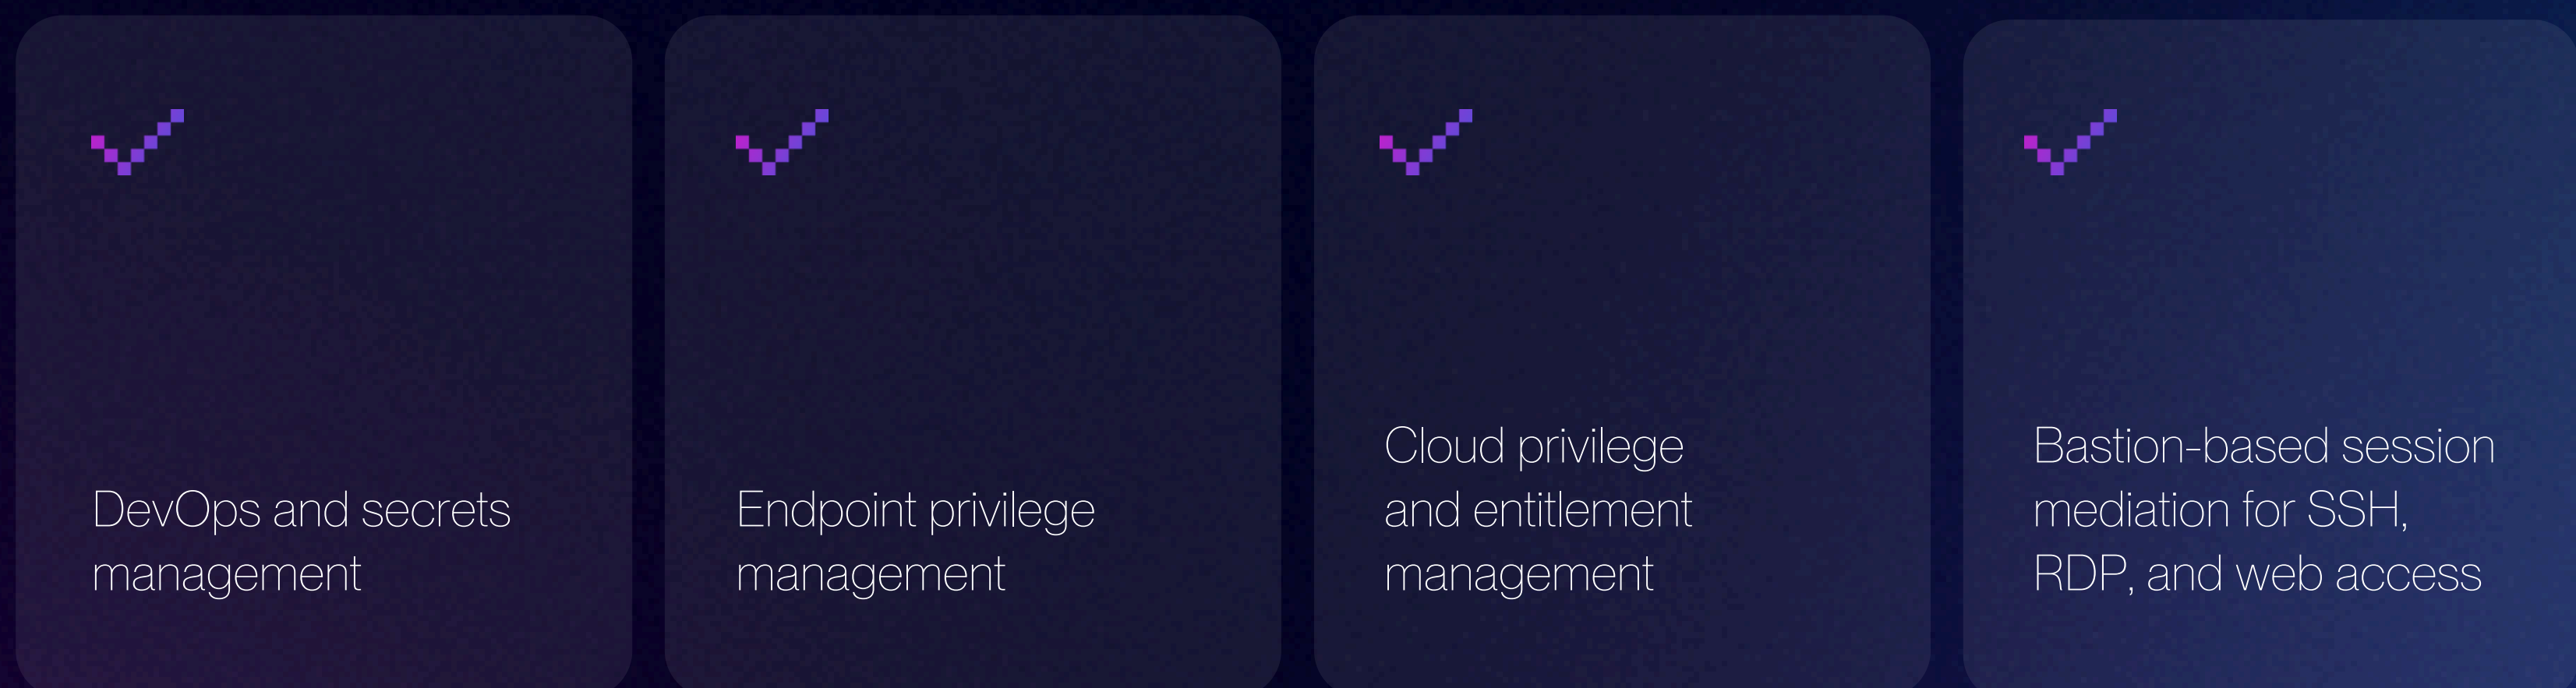 DevOps and secrets
management
Endpoint privilege
management
Cloud privilege
and entitlement
management
Bastion-based session
mediation for SSH,
RDP, and web access